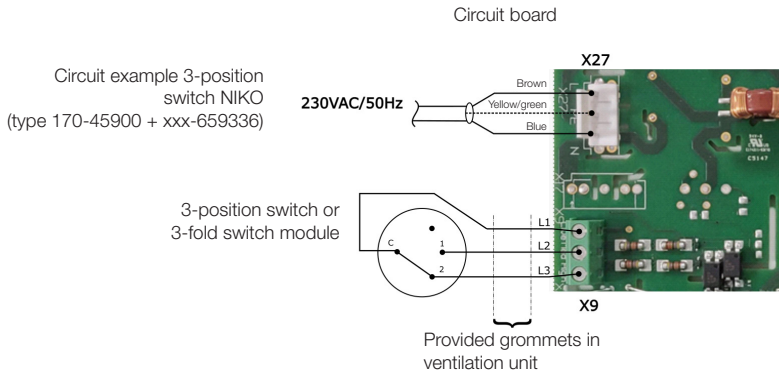 Circuit board
Circuit example 3-position
switch NIKO
(type 170-45900 + xxx-659336)
230VAC/50Hz
Brown
Yellow/green
Blue
X27
N
3-position switch or
3-fold switch module
C
1
2
L1
L2
L3
X9
Provided grommets in
ventilation unit